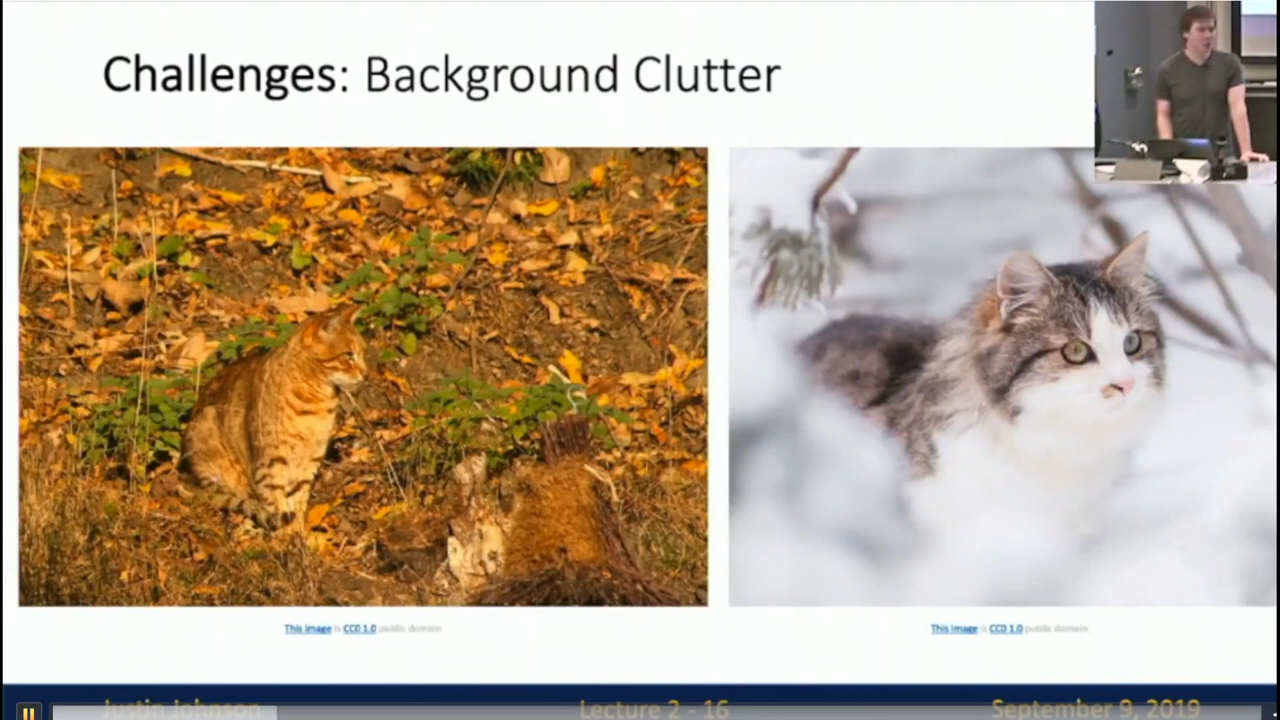 Challenges: Background Clutter
This image is CC0 1.0 public domain
This image is CC0 1.0 public domain
Justin Johnson
Lecture 2 - 16
September 9, 2019